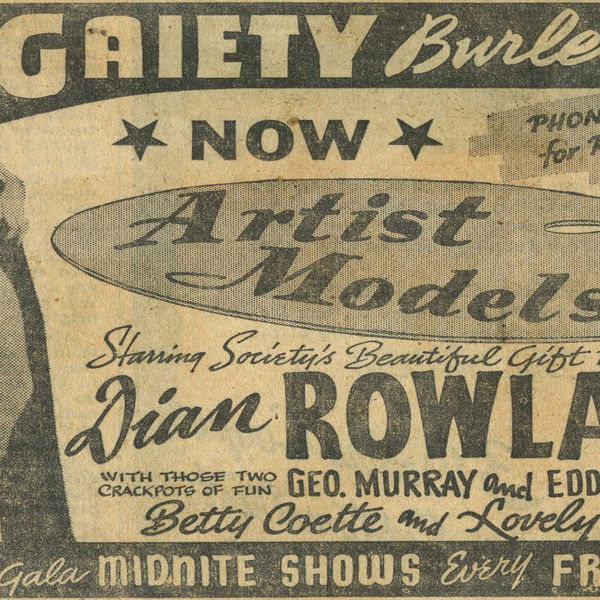 GAIETY Burle
★ NOW ★
PHON
for R
Artist
Models
Starring Society's Beautiful Gift
Dian ROWLA
WITH THOSE TWO
CRACKPOTS OF FUN GEO. MURRAY and EDD
Betty Coette and Lovely
Gala MIDNITE SHOWS Every FR